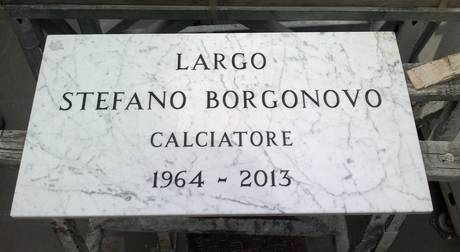 LARGO
STEFANO BORGONOVO
CALCIATORE
1964 - 2013